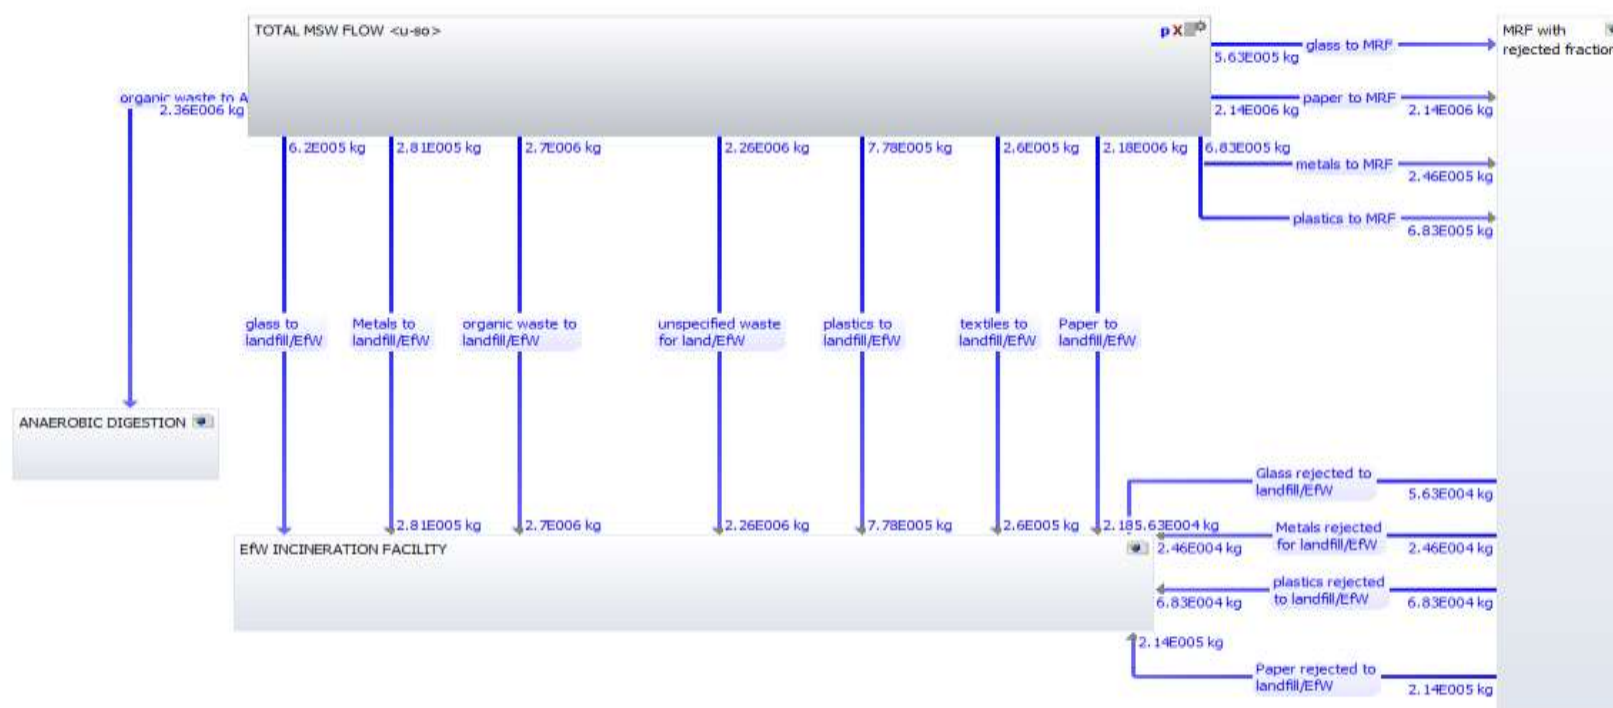 TOTAL MSW FLOW <u-so>
pX
MRF with
rejected fraction
glass to MRF
5.63E005 kg
organic waste to A
2.36E006 kg
paper to MRF
2.14E006 kg
2.14E006 kg
6.2E005 kg
2.81E005 kg
2.7E006 kg
2.26E006 kg
7.78E005 kg
2.6E005 kg
2.18E006 kg
6.83E005 kg
metals to MRF
2.46E005 kg
plastics to MRF
6.83E005 kg
glass to
landfill/EfW
Metals to
landfill/EfW
organic waste to
landfill/EfW
unspecified waste
for land/EfW
plastics to
landfill/EfW
textiles to
landfill/EfW
Paper to
landfill/EfW
ANAEROBIC DIGESTION
Glass rejected to
landfill/EfW
5.63E004 kg
2.81E005 kg
2.7E006 kg
2.26E006 kg
7.78E005 kg
2.6E005 kg
2.185.63E004 kg
Metals rejected
for landfill/EfW
2.46E004 kg
2.46E004 kg
EfW INCINERATION FACILITY
plastics rejected
to landfill/EfW
6.83E004 kg
6.83E004 kg
2.14E005 kg
Paper rejected to
landfill/EfW
2.14E005 kg